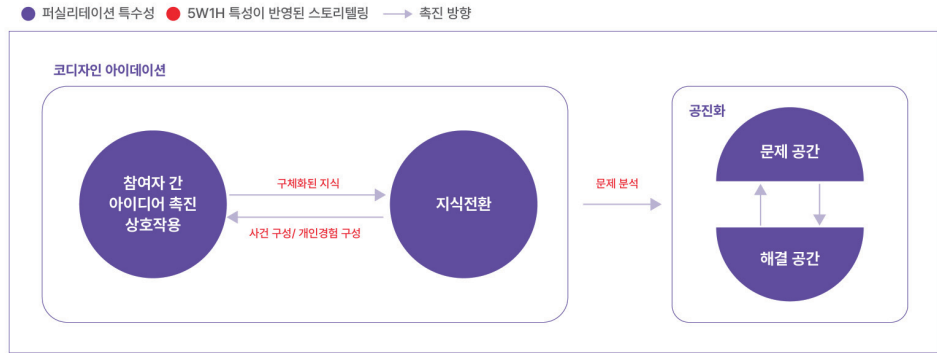 퍼실리테이션 특수성 5W1H 특성이 반영된 스토리텔링 촉진 방향
코디자인 아이데이션
공진화
참여자 간
아이디어 촉진
상호작용
구체화된 지식
사건 구성/ 개인경험 구성
지식전환
문제 분석
문제 공간
해결 공간